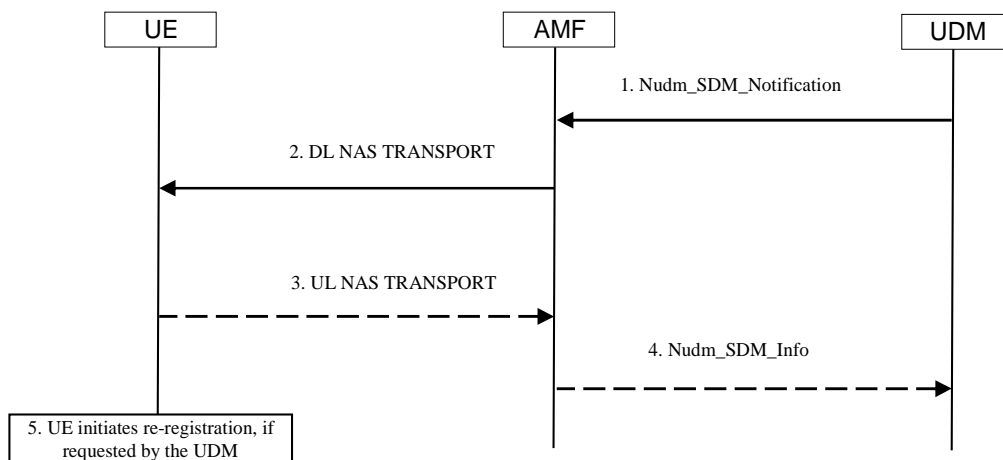 UE
AMF
UDM
1. Nudm_SDM_Notification
2. DL NAS TRANSPORT
3. UL NAS TRANSPORT
4. Nudm_SDM_Info
5. UE initiates re-registration, if
requested by the UDM